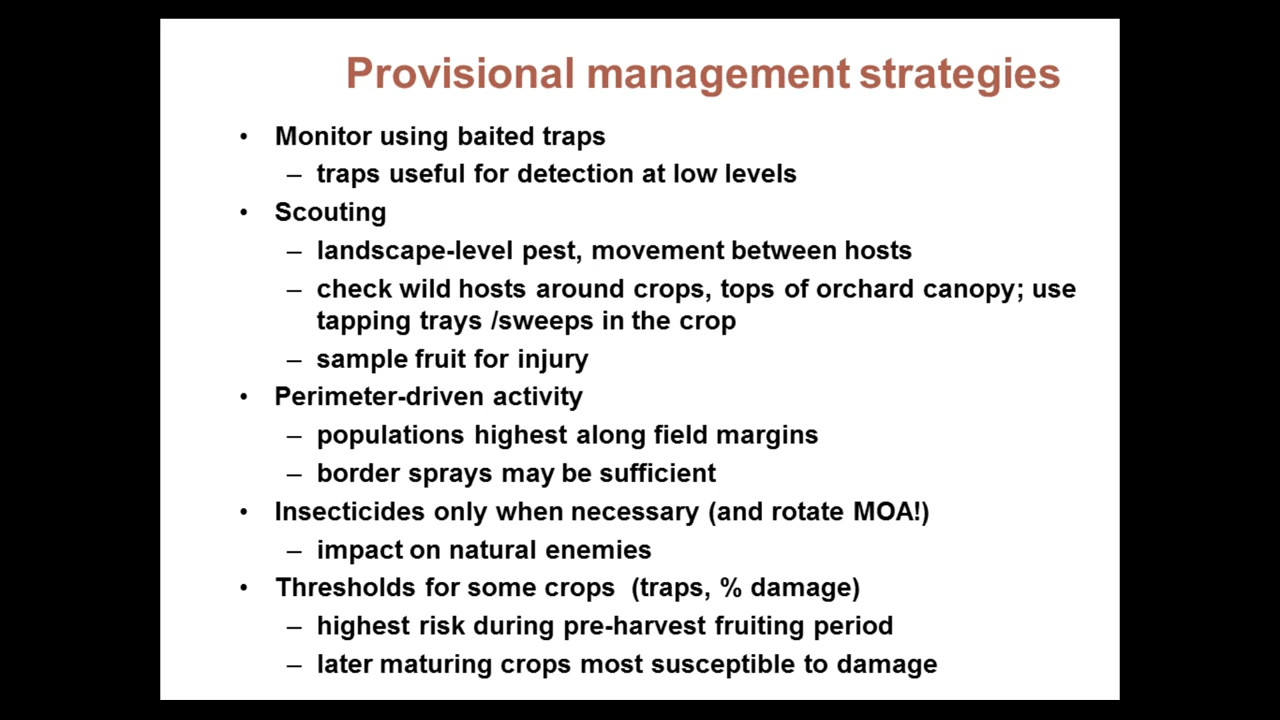 Provisional management strategies
• Monitor using baited traps
– traps useful for detection at low levels
• Scouting
– landscape-level pest, movement between hosts
– check wild hosts around crops, tops of orchard canopy; use
tapping trays /sweeps in the crop
– sample fruit for injury
• Perimeter-driven activity
– populations highest along field margins
– border sprays may be sufficient
• Insecticides only when necessary (and rotate MOA!)
– impact on natural enemies
• Thresholds for some crops  (traps, % damage)
– highest risk during pre-harvest fruiting period
– later maturing crops most susceptible to damage